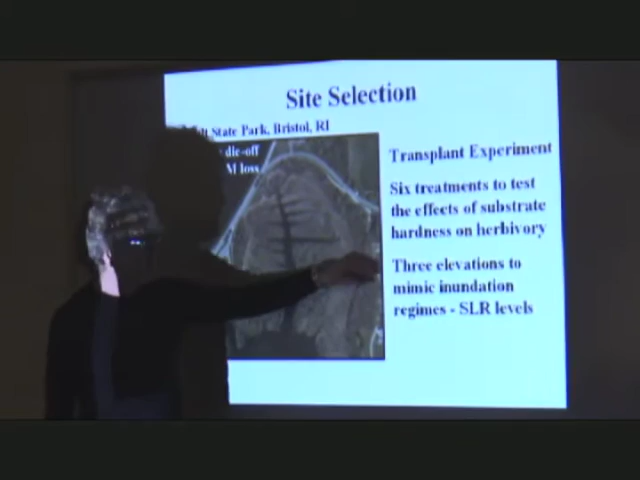 Site Selection
State Park, Bristol, RI
die-off
M loss
Transplant Experiment
Six treatments to test
the effects of substrate
hardness on herbivory
Three elevations to
mimic inundation
regimes - SLR levels